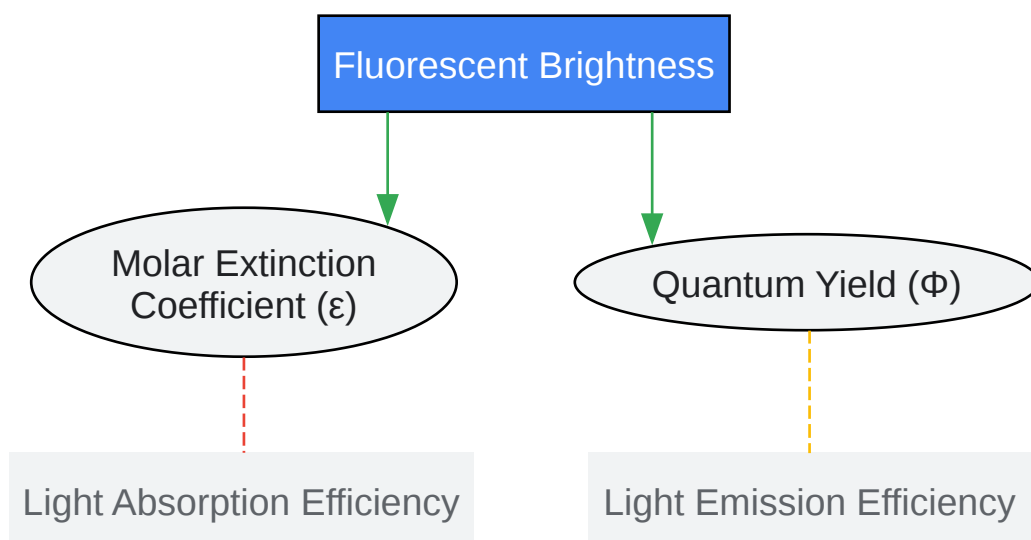 Fluorescent Brightness
Molar Extinction
Coefficient (ε)
Quantum Yield (Φ)
Light Absorption Efficiency
Light Emission Efficiency